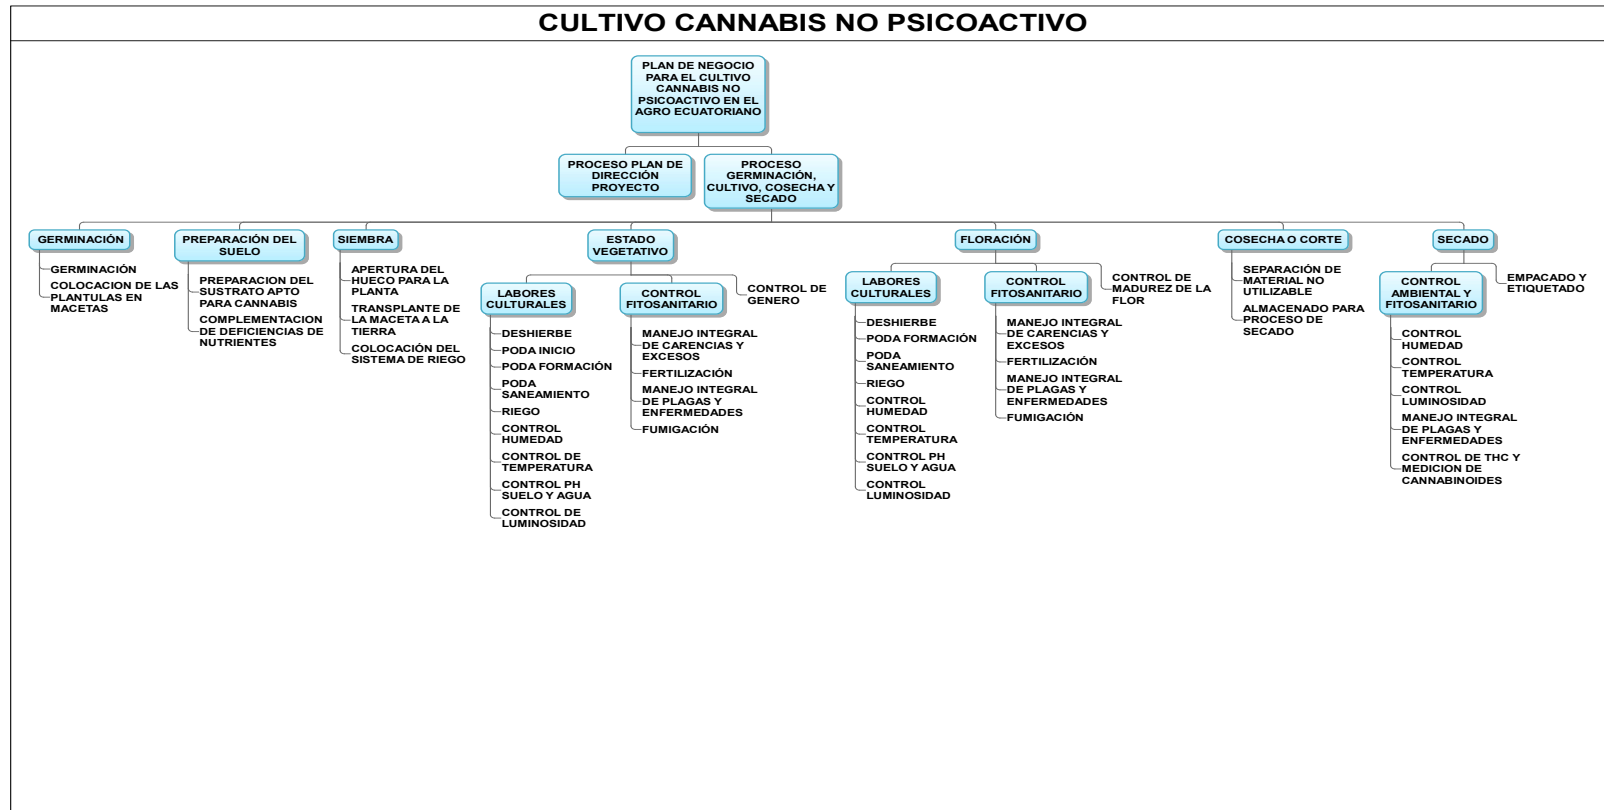 CULTIVO CANNABIS NO PSICOACTIVO
PLAN DE NEGOCIO
PARA EL CULTIVO
CANNABIS NO
PSICOACTIVO EN EL
AGRO ECUATORIANO
PROCESO PLAN DE
DIRECCIÓN
PROYECTO
PROCESO
GERMINACIÓN,
CULTIVO, COSECHA Y
SECADO
GERMINACIÓN
GERMINACIÓN
COLOCACION DE LAS
PLANTULAS EN
MACETAS
PREPARACIÓN DEL
SUELO
PREPARACION DEL
SUSTRATO APTO
PARA CANNABIS
COMPLEMENTACION
DE DEFICIENCIAS DE
NUTRIENTES
SIEMBRA
APERTURA DEL
HUECO PARA LA
PLANTA
TRANSPLANTE DE
LA MACETA A LA
TIERRA
COLOCACIÓN DEL
SISTEMA DE RIEGO
ESTADO
VEGETATIVO
LABORES
CULTURALES
DESHIERBE
PODA INICIO
PODA FORMACIÓN
PODA
SANEAMIENTO
RIEGO
CONTROL
HUMEDAD
CONTROL DE
TEMPERATURA
CONTROL PH
SUELO Y AGUA
CONTROL DE
LUMINOSIDAD
CONTROL
FITOSANITARIO
MANEJO INTEGRAL
DE CARENCIAS Y
EXCESOS
FERTILIZACIÓN
MANEJO INTEGRAL
DE PLAGAS Y
ENFERMEDADES
FUMIGACIÓN
CONTROL DE
GENERO
FLORACIÓN
LABORES
CULTURALES
DESHIERBE
PODA FORMACIÓN
PODA
SANEAMIENTO
RIEGO
CONTROL
HUMEDAD
CONTROL
TEMPERATURA
CONTROL PH
SUELO Y AGUA
CONTROL
LUMINOSIDAD
CONTROL
FITOSANITARIO
MANEJO INTEGRAL
DE CARENCIAS Y
EXCESOS
FERTILIZACIÓN
MANEJO INTEGRAL
DE PLAGAS Y
ENFERMEDADES
FUMIGACIÓN
CONTROL DE
MADUREZ DE LA
FLOR
COSECHA O CORTE
SEPARACIÓN DE
MATERIAL NO
UTILIZABLE
ALMACENADO PARA
PROCESO DE
SECADO
SECADO
CONTROL
AMBIENTAL Y
FITOSANITARIO
CONTROL
HUMEDAD
CONTROL
TEMPERATURA
CONTROL
LUMINOSIDAD
MANEJO INTEGRAL
DE PLAGAS Y
ENFERMEDADES
CONTROL DE THC Y
MEDICION DE
CANNABINOIDES
EMPACADO Y
ETIQUETADO